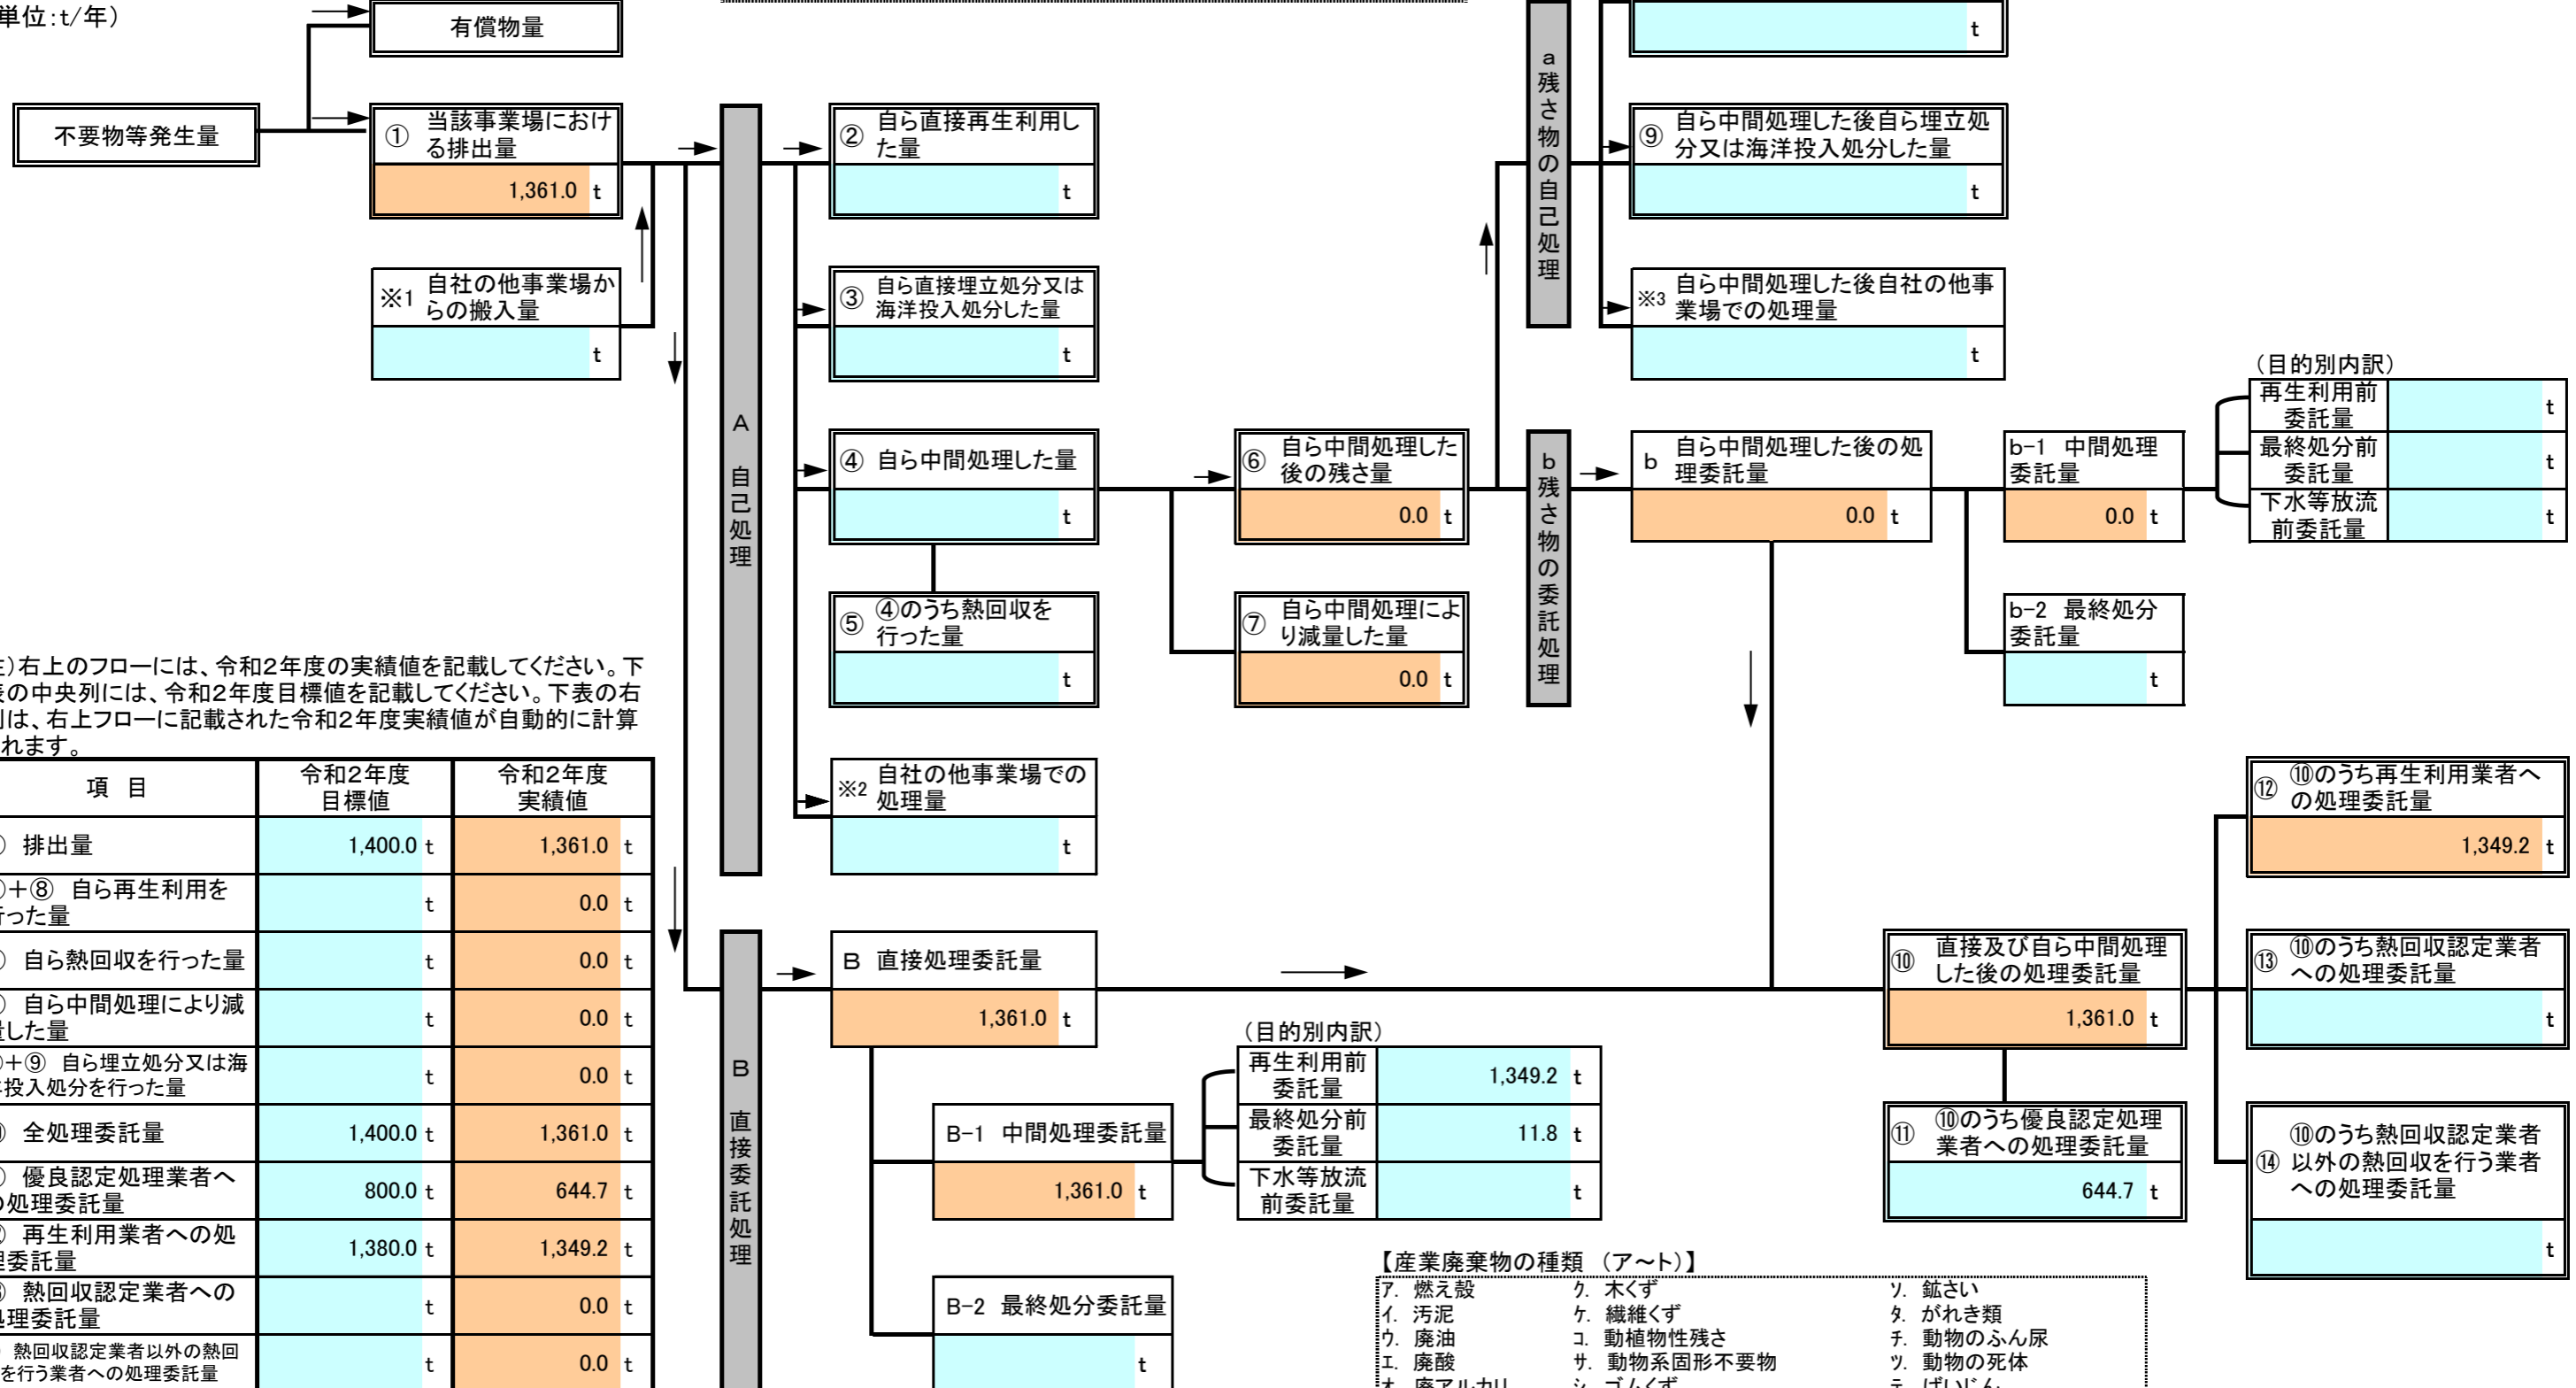 単位:t/年)
有償物量
不要物等発生量
① 当該事業場におけ
る排出量
1,361.0 t
※1 自社の他事業場か
らの搬入量
t
A 自己処理
② 自ら直接再生利用し
た量
t
③ 自ら直接埋立処分又は
海洋投入処分した量
t
④ 自ら中間処理した量
t
⑤ ④のうち熱回収を
行った量
t
※2 自社の他事業場での
処理量
t
⑥ 自ら中間処理した
後の残さ量
0.0 t
⑦ 自ら中間処理によ
り減量した量
0.0 t
a 残さ物の自己処理
t
⑨ 自ら中間処理した後自ら埋立処
分又は海洋投入処分した量
t
※3 自ら中間処理した後自社の他事
業場での処理量
t
b 残さ物の委託処理
b 自ら中間処理した後の処
理委託量
0.0 t
b-1 中間処理
委託量
0.0 t
b-2 最終処分
委託量
t
(目的別内訳)
再生利用前
委託量
t
最終処分前
委託量
t
下水等放流
前委託量
t
)右上のフローには、令和2年度の実績値を記載してください。下
の中央列には、令和2年度目標値を記載してください。下表の右
は、右上フローに記載された令和2年度実績値が自動的に計算
れます。
項 目
令和2年度
目標値
令和2年度
実績値
排出量
1,400.0 t
1,361.0 t
+⑧ 自ら再生利用を
った量
t
0.0 t
自ら熱回収を行った量
t
0.0 t
自ら中間処理により減
した量
t
0.0 t
+⑨ 自ら埋立処分又は海
投入処分を行った量
t
0.0 t
全処理委託量
1,400.0 t
1,361.0 t
優良認定処理業者へ
の処理委託量
800.0 t
644.7 t
再生利用業者への処
委託量
1,380.0 t
1,349.2 t
熱回収認定業者への
理委託量
t
0.0 t
熱回収認定業者以外の熱回
を行う業者への処理委託量
t
0.0 t
B 直接委託処理
B 直接処理委託量
1,361.0 t
B-1 中間処理委託量
1,361.0 t
B-2 最終処分委託量
t
(目的別内訳)
再生利用前
委託量
1,349.2 t
最終処分前
委託量
11.8 t
下水等放流
前委託量
t
⑩ 直接及び自ら中間処理
した後の処理委託量
1,361.0 t
⑪ ⑩のうち優良認定処理
業者への処理委託量
644.7 t
⑫ ⑩のうち再生利用業者へ
の処理委託量
1,349.2 t
⑬ ⑩のうち熱回収認定業者
への処理委託量
t
⑭ ⑩のうち熱回収認定業者
以外の熱回収を行う業者
への処理委託量
t
【産業廃棄物の種類 (ア~ト)】
ア. 燃え殻 ク. 木くず ソ. 鉱さい
イ. 汚泥 ケ. 繊維くず タ. がれき類
ウ. 廃油 コ. 動植物性残さ チ. 動物のふん尿
エ. 廃酸 サ. 動物系固形不要物 ツ. 動物の死体
オ. 廃アルカリ シ. ゴムくず テ. ばいじん